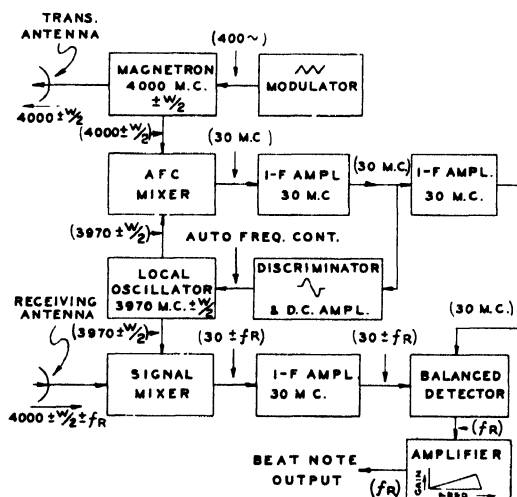 TRANS.
ANTENNA
(400~)
MAGNETRON
4000 M.C.
±W/2
MODULATOR
4000 ±W/2
(4000±W/2)
(30 M.C)
(30 M.C)
AFC
MIXER
I-F AMPL
30 M.C
I-F AMPL.
30 M.C.
(3970 ±W/2)
AUTO FREQ. CONT.
LOCAL
OSCILLATOR
3970 M.C. ±W/2
DISCRIMINATOR
& D.C. AMPL.
RECEIVING
ANTENNA
(3970 ±W/2)
(30 ± fR)
(30 ± fR)
(30 M.C.)
SIGNAL
MIXER
I-F AMPL.
30 M C.
BALANCED
DETECTOR
4000 ±W/2 ± fR
(fR)
BEAT NOTE
OUTPUT
(fR)
AMPLIFIER
GAIN